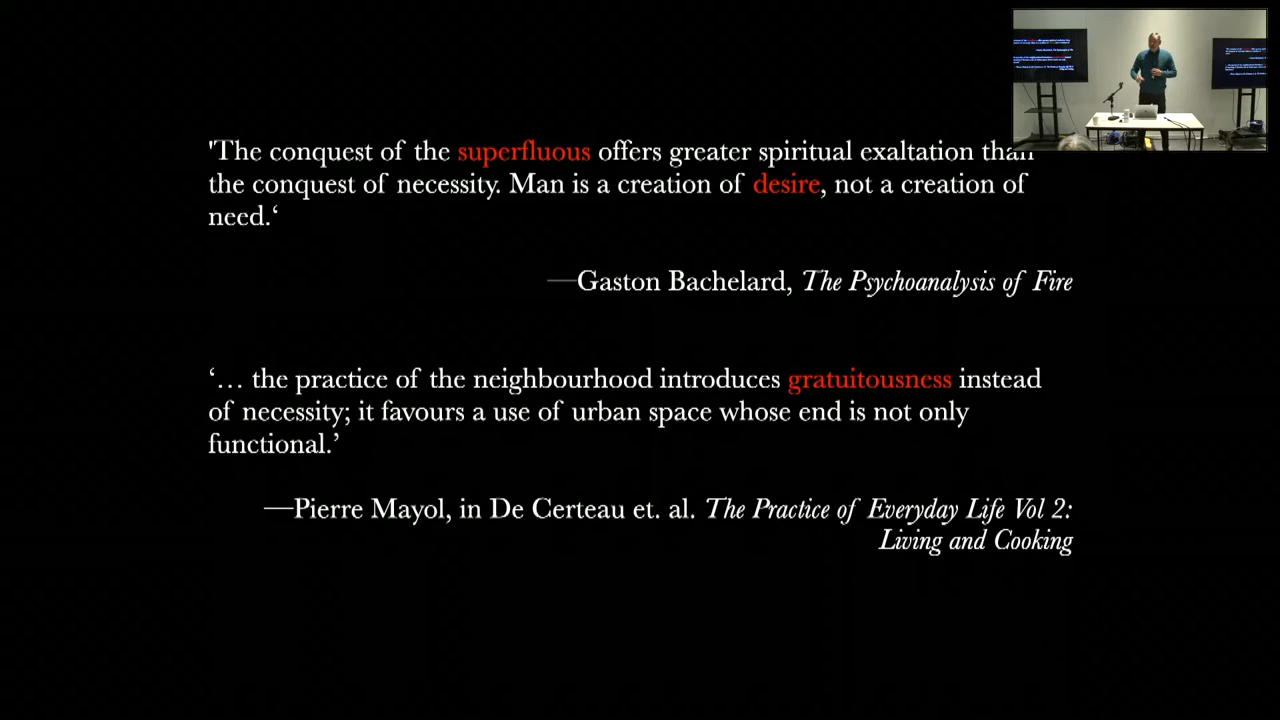 'The conquest of the superfluous offers greater spiritual exaltation than
the conquest of necessity. Man is a creation of desire, not a creation of
need.‘
—Gaston Bachelard, The Psychoanalysis of Fire
‘… the practice of the neighbourhood introduces gratuitousness instead
of necessity; it favours a use of urban space whose end is not only
functional.’
—Pierre Mayol, in De Certeau et. al. The Practice of Everyday Life Vol 2:
Living and Cooking